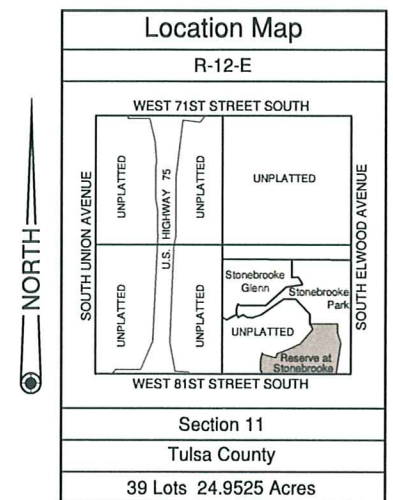 Location Map
R-12-E
WEST 71ST STREET SOUTH
NORTH
SOUTH UNION AVENUE
UNPLATTED
U.S. HIGHWAY 75
UNPLATTED
UNPLATTED
SOUTH ELWOOD AVENUE
UNPLATTED
UNPLATTED
Stonebrooke
Glenn
Stonebrooke
Park
UNPLATTED
Reserve at
Stonebrooke
WEST 81ST STREET SOUTH
Section 11
Tulsa County
39 Lots 24.9525 Acres